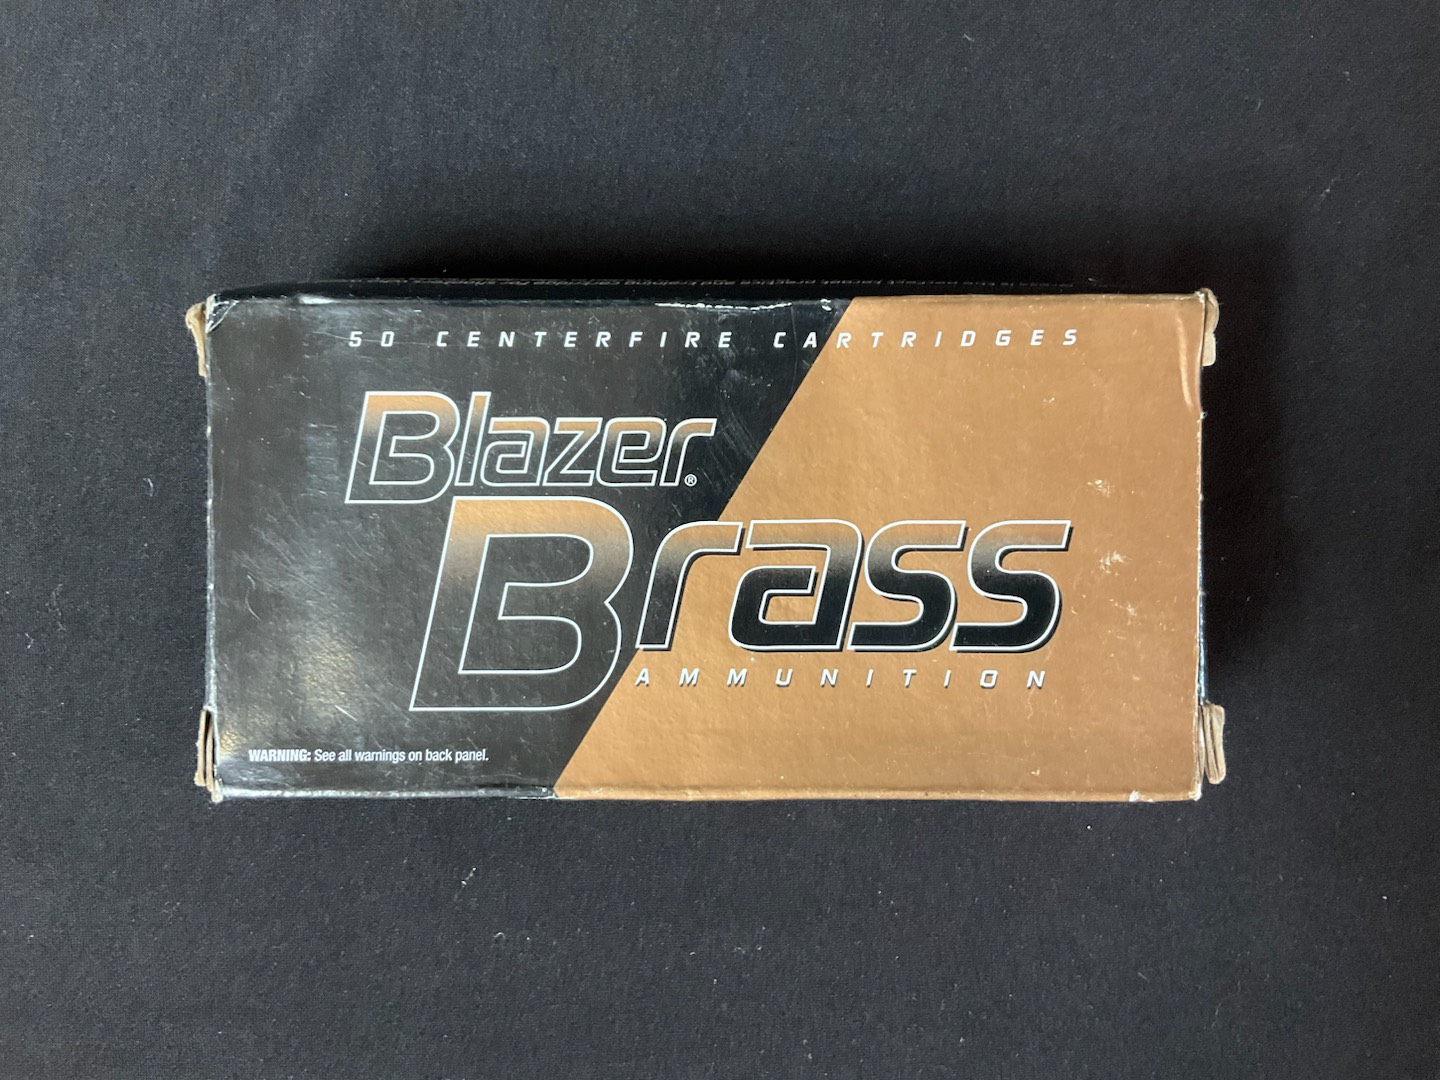 50 CENTERFIRE CARTRIDGES
Blazer®
Brass
AMMUNITION
WARNING: See all warnings on back panel.